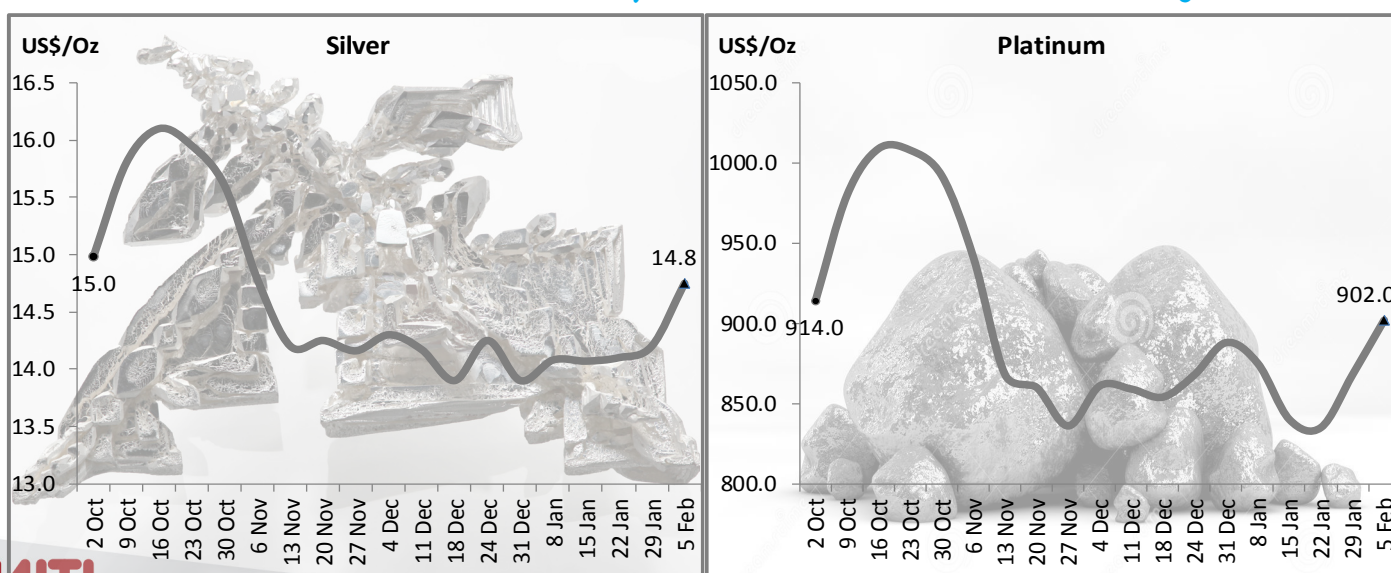 US$/Oz
Silver
16.5
16.0
15.5
15.0
14.5
14.0
13.5
13.0
15.0
14.8
2 Oct
9 Oct
16 Oct
23 Oct
30 Oct
6 Nov
13 Nov
20 Nov
27 Nov
4 Dec
11 Dec
18 Dec
24 Dec
31 Dec
8 Jan
15 Jan
22 Jan
29 Jan
5 Feb
US$/Oz
Platinum
1050.0
1000.0
950.0
900.0
850.0
800.0
914.0
902.0
2 Oct
9 Oct
16 Oct
23 Oct
30 Oct
6 Nov
13 Nov
20 Nov
27 Nov
4 Dec
11 Dec
18 Dec
24 Dec
31 Dec
8 Jan
15 Jan
22 Jan
29 Jan
5 Feb